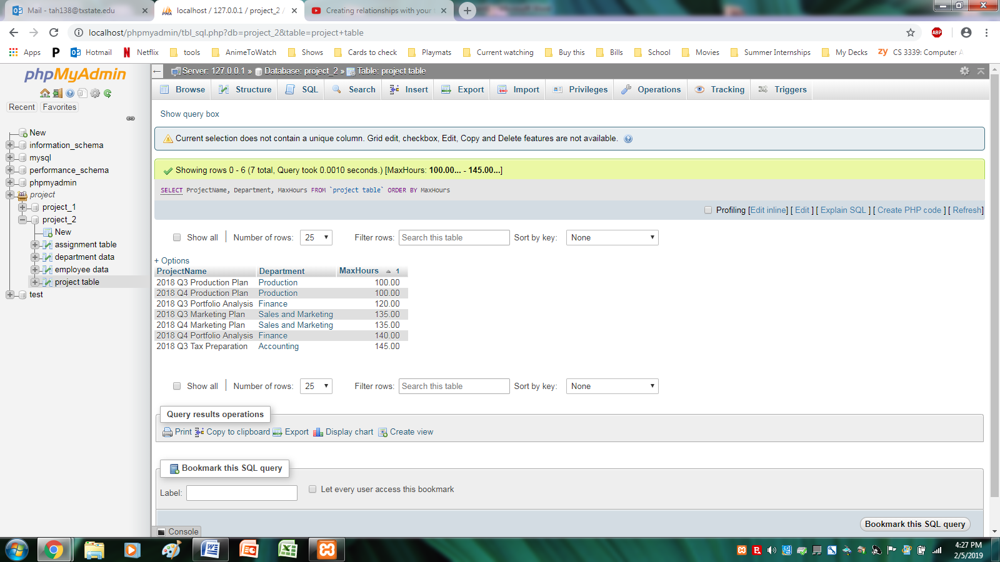 Mail - tah138@txstate.edu
localhost / 127.0.0.1 / project_2 /
Creating relationships with your
localhost/phpmyadmin/tbl_sql.php?db=project_2&table=project+table
ABP
Apps
Hotmail
Netflix
tools
AnimeToWatch
Shows
Cards to check
Playmats
Current watching
Buy this
Bills
School
Movies
Summer Internships
My Decks
zy CS 3339: Computer A
phpMyAdmin
Recent
Favorites
New
information_schema
mysql
performance_schema
phpmyadmin
project
project_1
project_2
New
assignment table
department data
employee data
project table
test
Server: 127.0.0.1 » Database: project_2 » Table: project table
Browse
Structure
SQL
Search
Insert
Export
Import
Privileges
Operations
Tracking
Triggers
Show query box
Current selection does not contain a unique column. Grid edit, checkbox, Edit, Copy and Delete features are not available.
Showing rows 0 - 6 (7 total, Query took 0.0010 seconds.) [MaxHours: 100.00... - 145.00...]
SELECT ProjectName, Department, MaxHours FROM `project table` ORDER BY MaxHours
Profiling [Edit inline] [ Edit ] [ Explain SQL ] [ Create PHP code ] [ Refresh]
Show all
Number of rows: 25
Filter rows: Search this table
Sort by key: None
+ Options
ProjectName Department MaxHours 1
2018 Q3 Production Plan Production 100.00
2018 Q4 Production Plan Production 100.00
2018 Q3 Portfolio Analysis Finance 120.00
2018 Q3 Marketing Plan Sales and Marketing 135.00
2018 Q4 Marketing Plan Sales and Marketing 135.00
2018 Q4 Portfolio Analysis Finance 140.00
2018 Q3 Tax Preparation Accounting 145.00
Show all
Number of rows: 25
Filter rows: Search this table
Sort by key: None
Query results operations
Print
Copy to clipboard
Export
Display chart
Create view
Bookmark this SQL query
Label:
Let every user access this bookmark
Bookmark this SQL query
Console
4:27 PM
2/5/2019